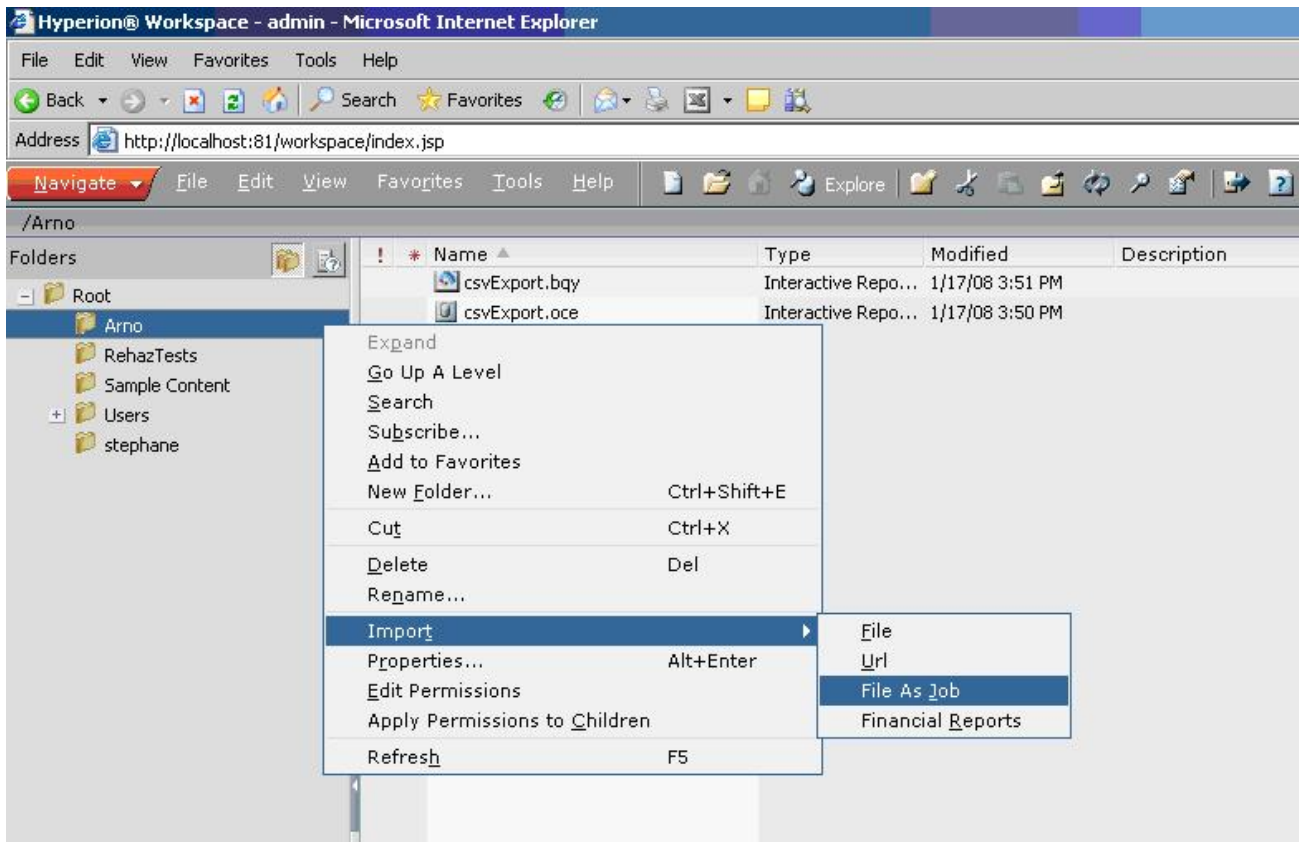 Hyperion® Workspace - admin - Microsoft Internet Explorer
File Edit View Favorites Tools Help
Back Search Favorites
Address http://localhost:81/workspace/index.jsp
Navigate File Edit View Favorites Tools Help Explore
/Arno
Folders ! * Name Type Modified Description
Root csvExport.bqy Interactive Repo... 1/17/08 3:51 PM
Arno csvExport.oce Interactive Repo... 1/17/08 3:50 PM
RehazTests
Sample Content
Users
stephane
Expand
Go Up A Level
Search
Subscribe...
Add to Favorites
New Folder... Ctrl+Shift+E
Cut Ctrl+X
Delete Del
Rename...
Import
Properties... Alt+Enter
Edit Permissions
Apply Permissions to Children
Refresh F5
File
Url
File As Job
Financial Reports